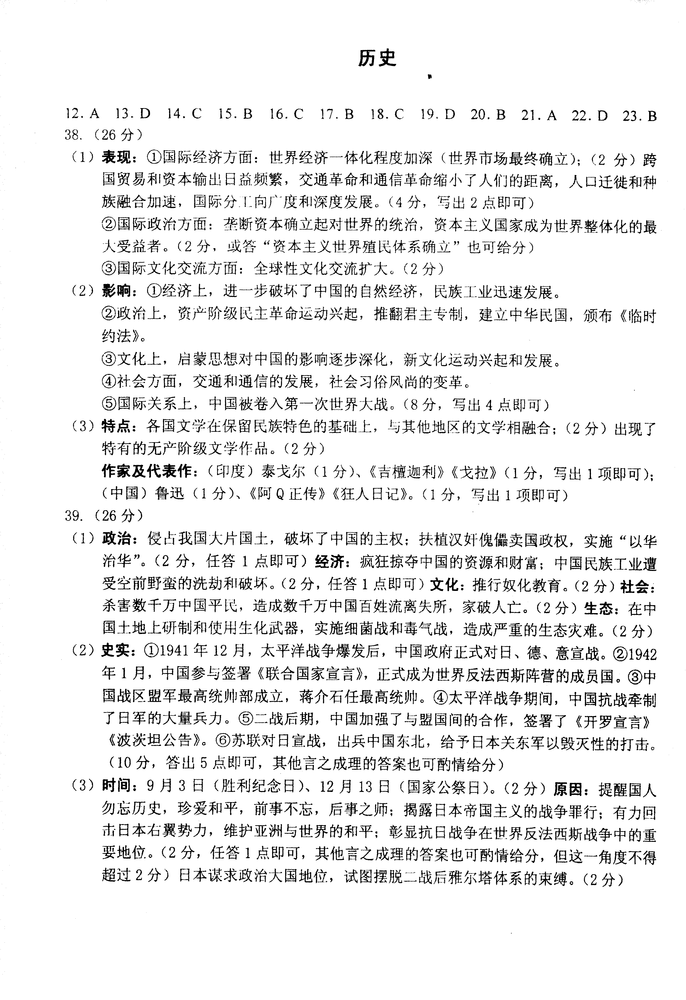 历史
12. A 13. D 14. C 15. B 16. C 17. B 18. C 19. D 20. B 21. A 22. D 23. B
38.（26 分）
（1）表现：①国际经济方面：世界经济一体化程度加深（世界市场最终确立）；（2 分）跨
国贸易和资本输出日益频繁，交通革命和通信革命缩小了人们的距离，人口迁徙和种
族融合加速，国际分工向广度和深度发展。（4 分，写出 2 点即可）
②国际政治方面：垄断资本确立起对世界的统治，资本主义国家成为世界整体化的最
大受益者。（2 分，或答“资本主义世界殖民体系确立”也可给分）
③国际文化交流方面：全球性文化交流扩大。（2 分）
（2）影响：①经济上，进一步破坏了中国的自然经济，民族工业迅速发展。
②政治上，资产阶级民主革命运动兴起，推翻君主专制，建立中华民国，颁布《临时
约法》。
③文化上，启蒙思想对中国的影响逐步深化，新文化运动兴起和发展。
④社会方面，交通和通信的发展，社会习俗风尚的变革。
⑤国际关系上，中国被卷入第一次世界大战。（8 分，写出 4 点即可）
（3）特点：各国文学在保留民族特色的基础上，与其他地区的文学相融合；（2 分）出现了
特有的无产阶级文学作品。（2 分）
作家及代表作：（印度）泰戈尔（1 分）、《吉檀迦利》《戈拉》（1 分，写出 1 项即可）；
（中国）鲁迅（1 分）、《阿 Q 正传》《狂人日记》。（1 分，写出 1 项即可）
39.（26 分）
（1）政治：侵占我国大片国土，破坏了中国的主权；扶植汉奸傀儡卖国政权，实施“以华
治华”。（2 分，任答 1 点即可）经济：疯狂掠夺中国的资源和财富；中国民族工业遭
受空前野蛮的洗劫和破坏。（2 分，任答 1 点即可）文化：推行奴化教育。（2 分）社会：
杀害数千万中国平民，造成数千万中国百姓流离失所，家破人亡。（2 分）生态：在中
国土地上研制和使用生化武器，实施细菌战和毒气战，造成严重的生态灾难。（2 分）
（2）史实：①1941 年 12 月，太平洋战争爆发后，中国政府正式对日、德、意宣战。②1942
年 1 月，中国参与签署《联合国家宣言》，正式成为世界反法西斯阵营的成员国。③中
国战区盟军最高统帅部成立，蒋介石任最高统帅。④太平洋战争期间，中国抗战牵制
了日军的大量兵力。⑤二战后期，中国加强了与盟国间的合作，签署了《开罗宣言》
《波茨坦公告》。⑥苏联对日宣战，出兵中国东北，给予日本关东军以毁灭性的打击。
（10 分，答出 5 点即可，其他言之成理的答案也可酌情给分）
（3）时间：9 月 3 日（胜利纪念日）、12 月 13 日（国家公祭日）。（2 分）原因：提醒国人
勿忘历史，珍爱和平，前事不忘，后事之师；揭露日本帝国主义的战争罪行；有力回
击日本右翼势力，维护亚洲与世界的和平；彰显抗日战争在世界反法西斯战争中的重
要地位。（2 分，任答 1 点即可，其他言之成理的答案也可酌情给分，但这一角度不得
超过 2 分）日本谋求政治大国地位，试图摆脱二战后雅尔塔体系的束缚。（2 分）